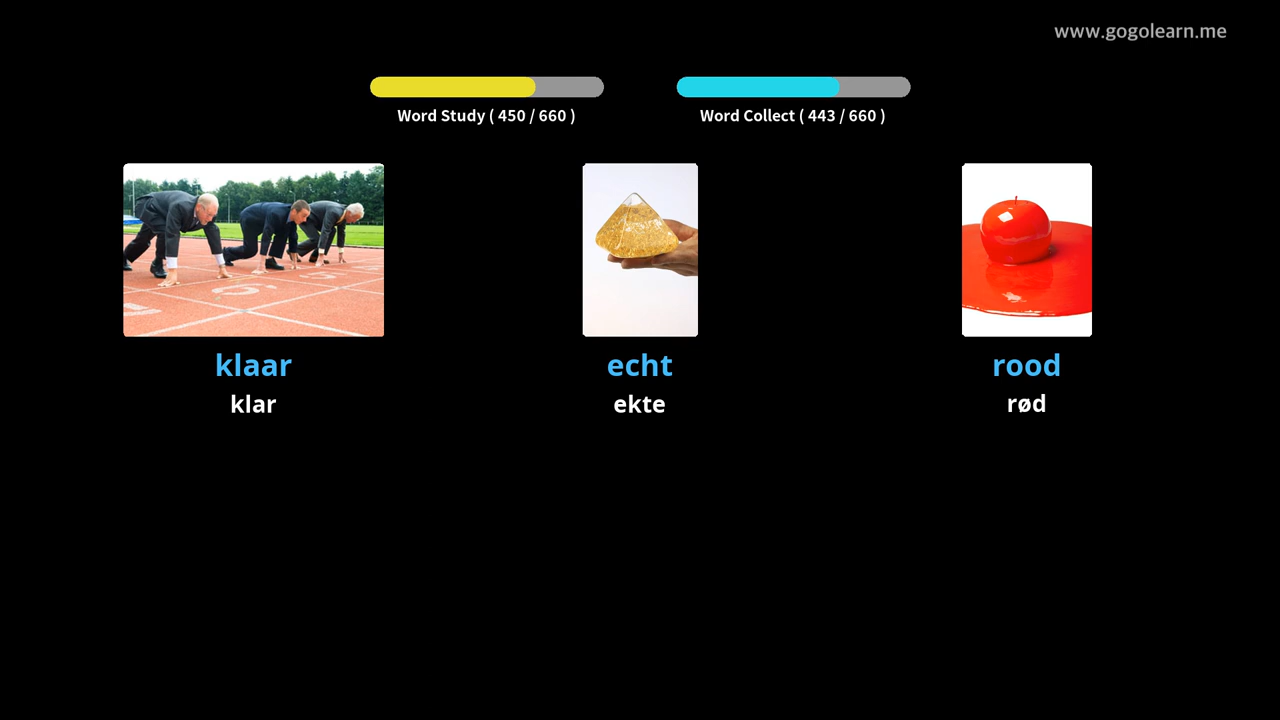 www.gogolearn.me
Word Study ( 450 / 660 )
Word Collect ( 443 / 660 )
klaar
klar
echt
ekte
rood
rød